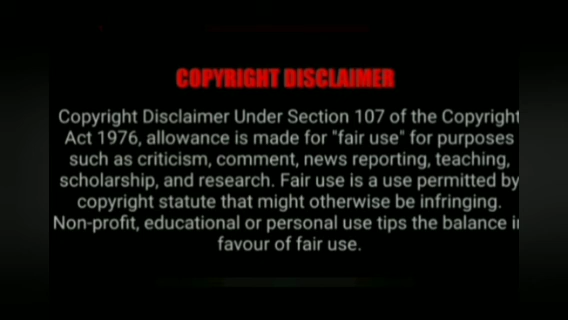 COPYRIGHT DISCLAIMER
Copyright Disclaimer Under Section 107 of the Copyright
Act 1976, allowance is made for "fair use" for purposes
such as criticism, comment, news reporting, teaching,
scholarship, and research. Fair use is a use permitted by
copyright statute that might otherwise be infringing.
Non-profit, educational or personal use tips the balance in
favour of fair use.